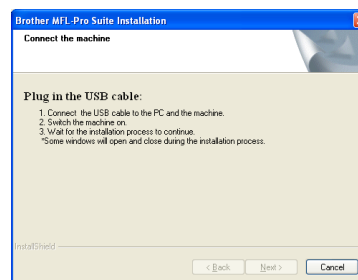 Brother MFL-Pro Suite Installation
Connect the machine
Plug in the USB cable:
1. Connect the USB cable to the PC and the machine.
2. Switch the machine on.
3. Wait for the installation process to continue.
*Some windows will open and close during the installation process.
InstallShield
< Back Next > Cancel